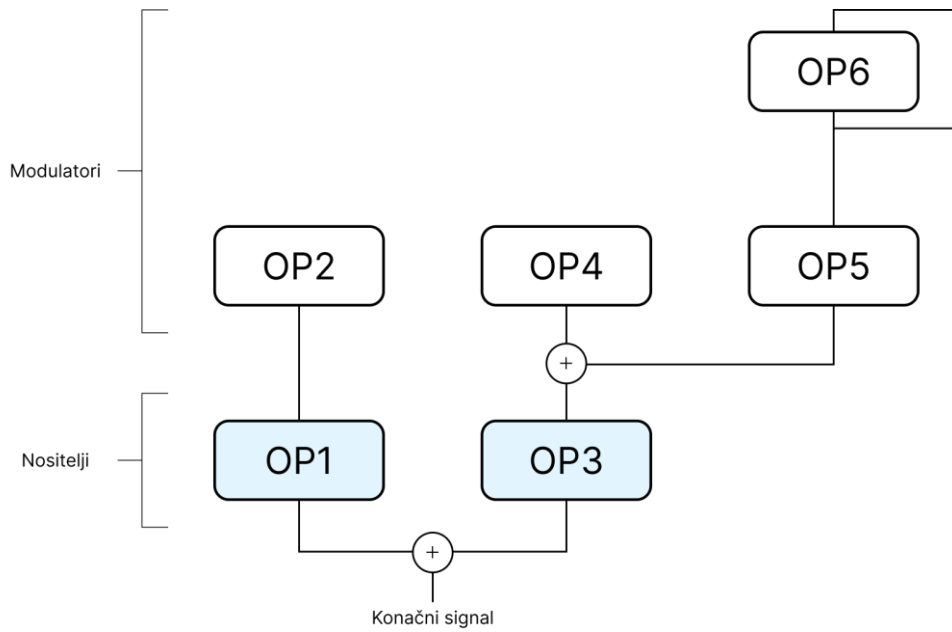 OP6
Modulatori
OP2
OP4
OP5
+
Nositelji
OP1
OP3
+
Konačni signal